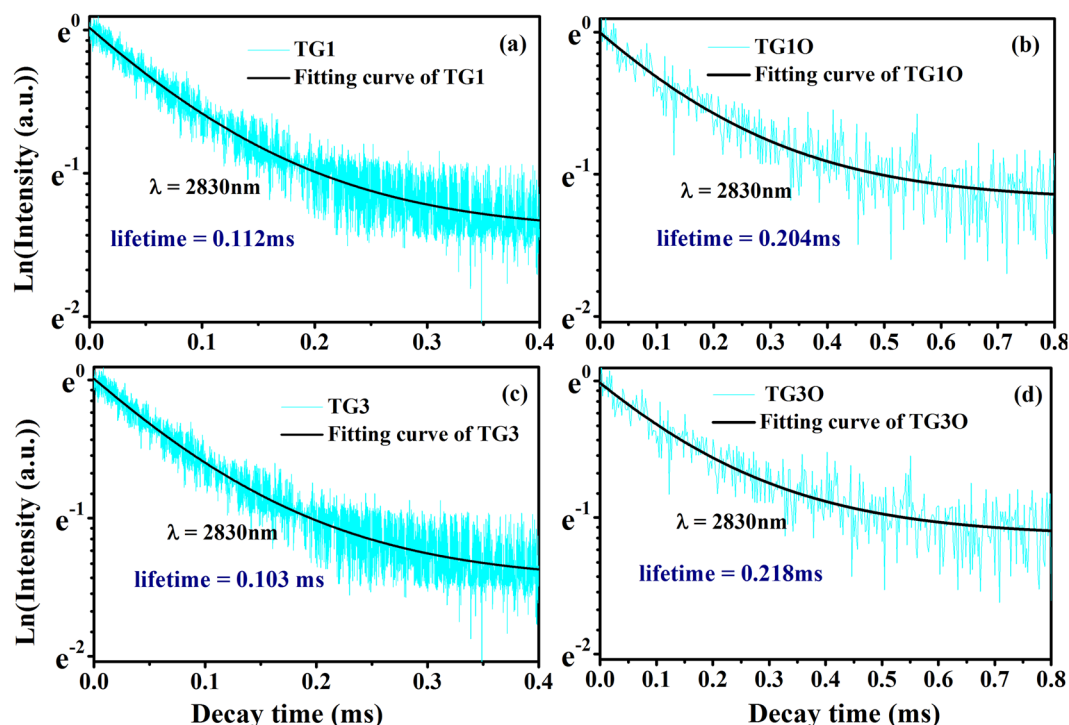 Ln(Intensity (a.u.))
e0
e-1
e-2
TG1
Fitting curve of TG1
(a)
λ = 2830nm
lifetime = 0.112ms
0.0 0.1 0.2 0.3 0.4
e0
e-1
e-2
TG1O
Fitting curve of TG1O
(b)
λ = 2830nm
lifetime = 0.204ms
0.0 0.1 0.2 0.3 0.4 0.5 0.6 0.7 0.8
Ln(Intensity (a.u.))
e0
e-1
e-2
TG3
Fitting curve of TG3
(c)
λ = 2830nm
lifetime = 0.103 ms
0.0 0.1 0.2 0.3 0.4
Decay time (ms)
e0
e-1
e-2
TG3O
Fitting curve of TG3O
(d)
λ = 2830nm
lifetime = 0.218ms
0.0 0.1 0.2 0.3 0.4 0.5 0.6 0.7 0.8
Decay time (ms)